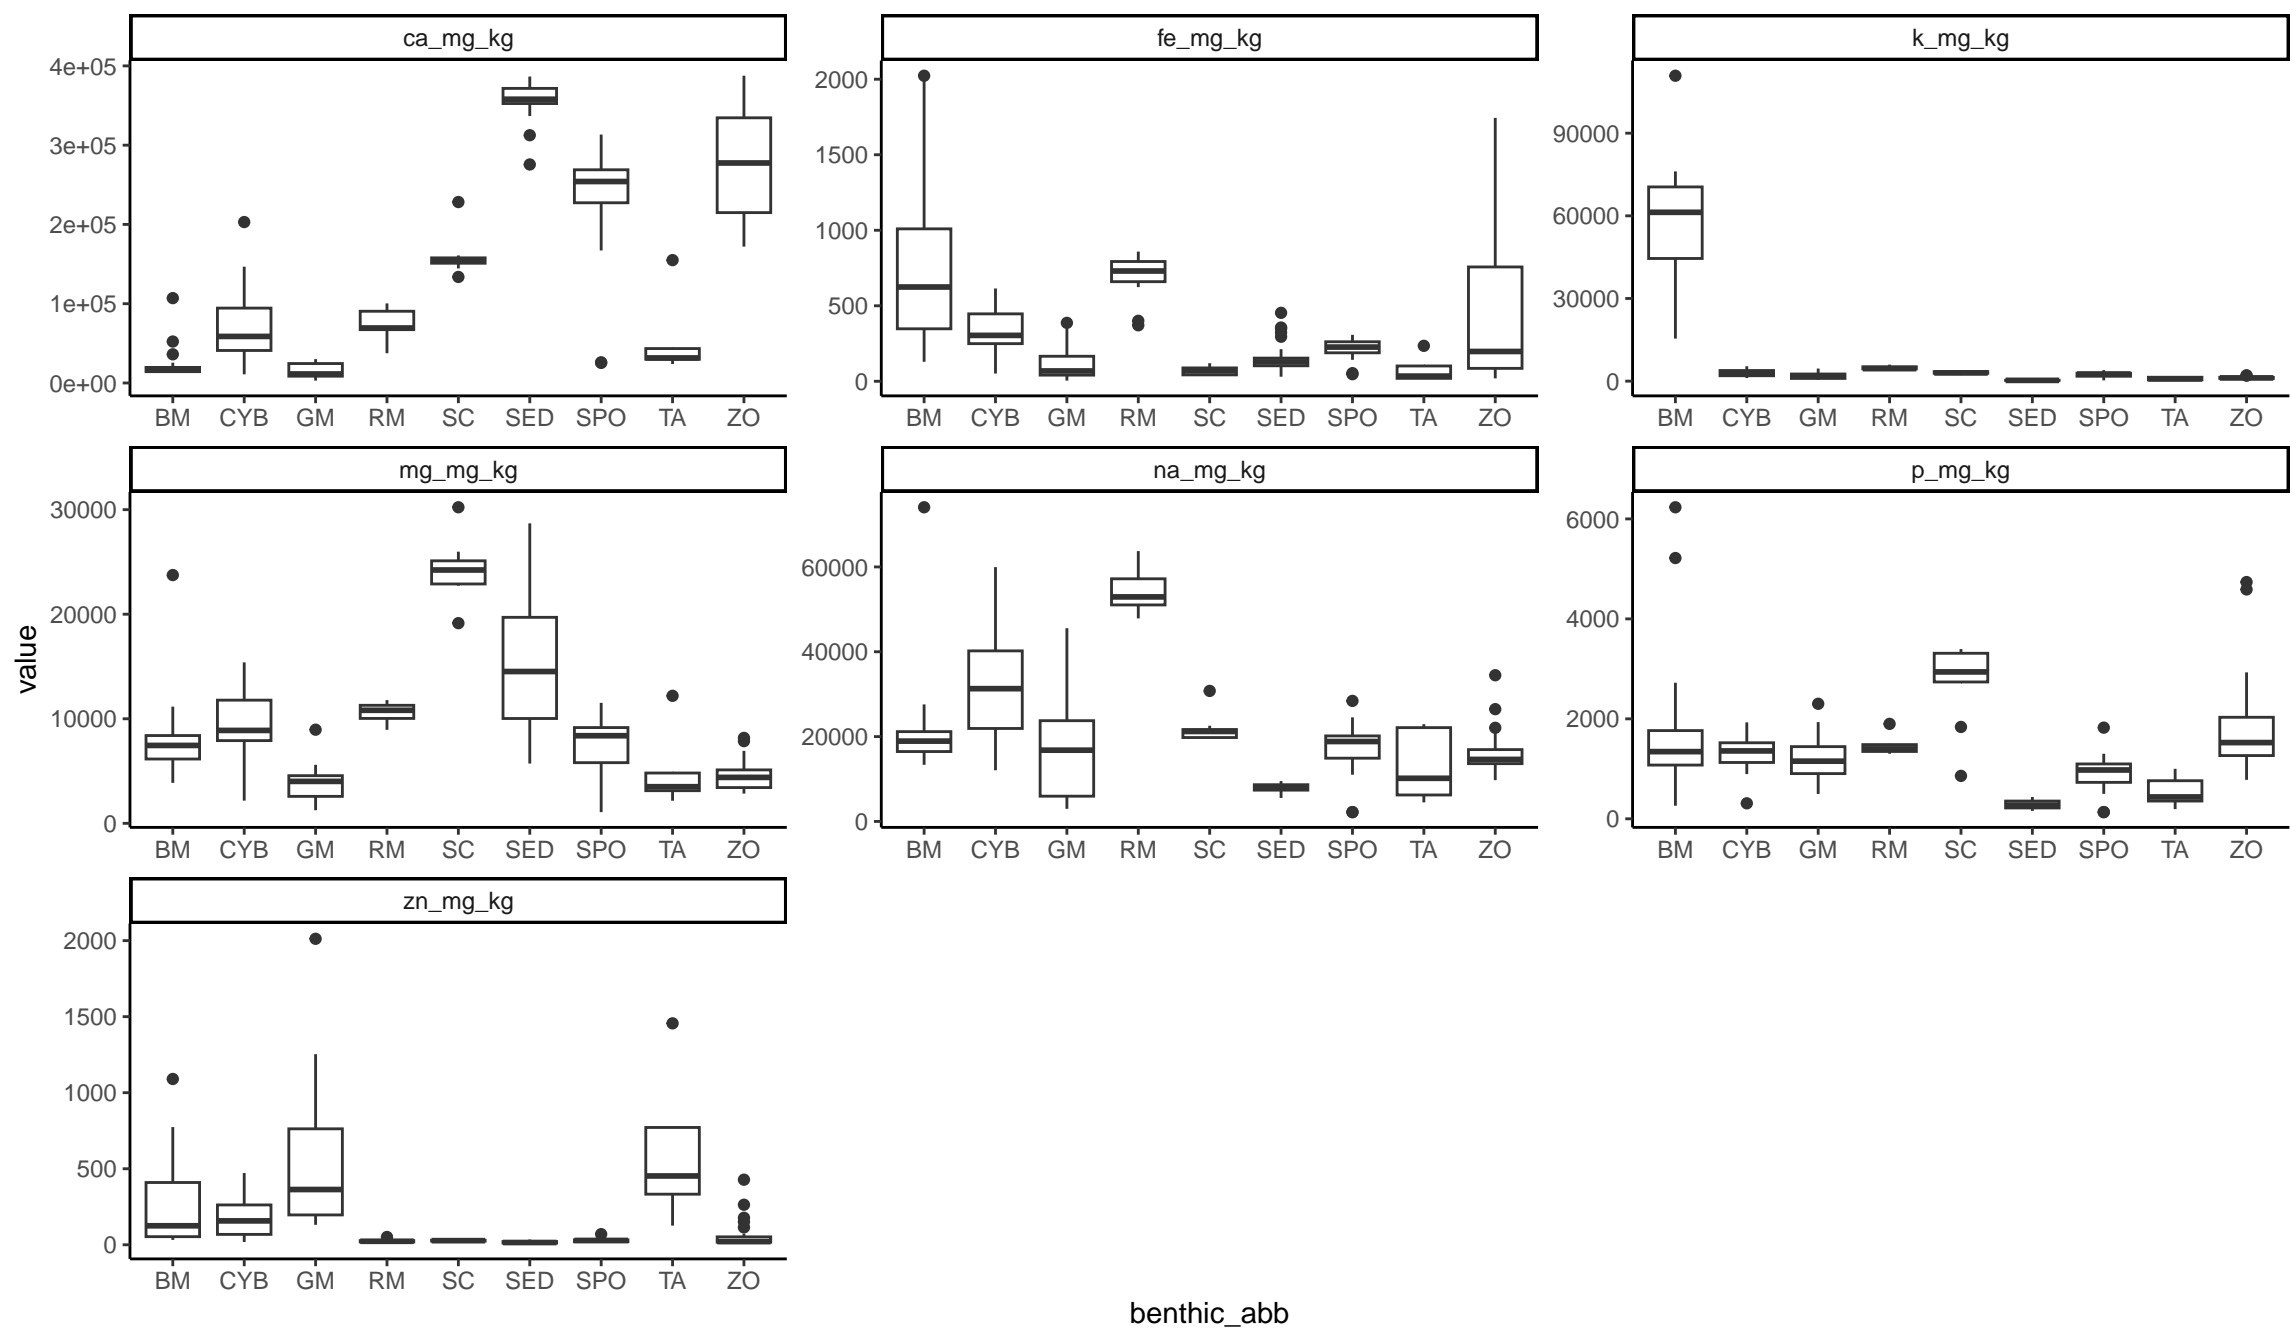 ca_mg_kg
fe_mg_kg
k_mg_kg
4e+05
3e+05
2e+05
1e+05
0e+00
2000
1500
1000
500
0
90000
60000
30000
0
BM CYB GM RM SC SED SPO TA ZO
BM CYB GM RM SC SED SPO TA ZO
BM CYB GM RM SC SED SPO TA ZO
mg_mg_kg
na_mg_kg
p_mg_kg
value
30000
20000
10000
0
60000
40000
20000
0
6000
4000
2000
0
BM CYB GM RM SC SED SPO TA ZO
BM CYB GM RM SC SED SPO TA ZO
BM CYB GM RM SC SED SPO TA ZO
zn_mg_kg
2000
1500
1000
500
0
BM CYB GM RM SC SED SPO TA ZO
benthic_abb